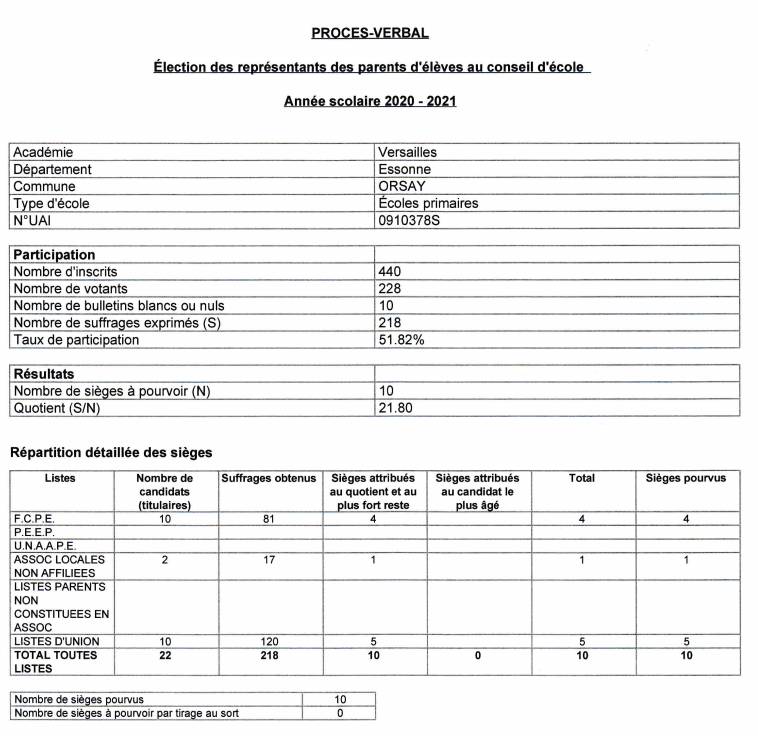 PROCES-VERBAL
Élection des représentants des parents d'élèves au conseil d'école
Année scolaire 2020 - 2021
Académie Versailles
Département Essonne
Commune ORSAY
Type d'école Écoles primaires
N°UAI 0910378S
Participation
Nombre d'inscrits 440
Nombre de votants 228
Nombre de bulletins blancs ou nuls 10
Nombre de suffrages exprimés (S) 218
Taux de participation 51.82%
Résultats
Nombre de sièges à pourvoir (N) 10
Quotient (S/N) 21.80
Répartition détaillée des sièges
Listes Nombre de Suffrages obtenus Sièges attribués Sièges attribués Total Sièges pourvus
candidats au quotient et au au candidat le
(titulaires) plus fort reste plus âgé
F.C.P.E. 10 81 4 4 4
P.E.E.P.
U.N.A.A.P.E.
ASSOC LOCALES 2 17 1 1 1
NON AFFILIEES
LISTES PARENTS
NON
CONSTITUEES EN
ASSOC
LISTES D'UNION 10 120 5 5 5
TOTAL TOUTES 22 218 10 0 10 10
LISTES
Nombre de sièges pourvus 10
Nombre de sièges à pourvoir par tirage au sort 0